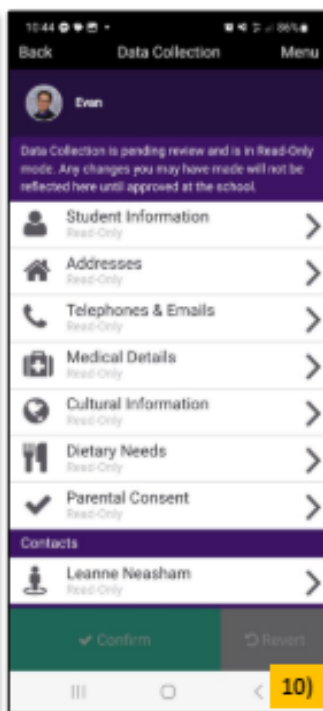 10:44 86%
Back Data Collection Menu
Evan
Data Collection is pending review and is in Read-Only
mode. Any changes you may have made will not be
reflected here until approved at the school.
Student Information
Read-Only
Addresses
Read-Only
Telephones & Emails
Read-Only
Medical Details
Read-Only
Cultural Information
Read-Only
Dietary Needs
Read-Only
Parental Consent
Read-Only
Contacts
Leanne Neasham
Read-Only
Confirm Revert
10)